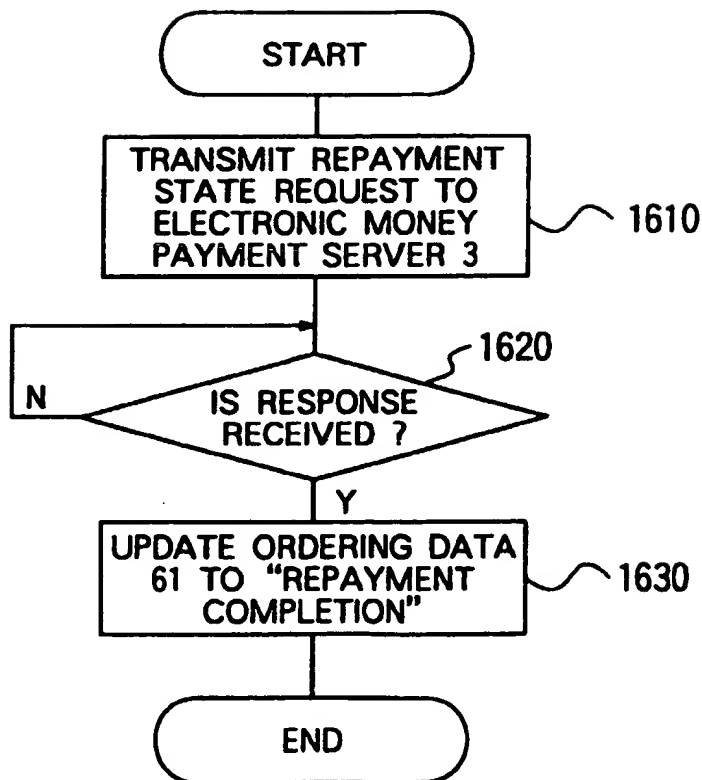 START
TRANSMIT REPAYMENT
STATE REQUEST TO
ELECTRONIC MONEY
PAYMENT SERVER 3
1610
1620
N
IS RESPONSE
RECEIVED ?
Y
UPDATE ORDERING DATA
61 TO “REPAYMENT
COMPLETION”
1630
END